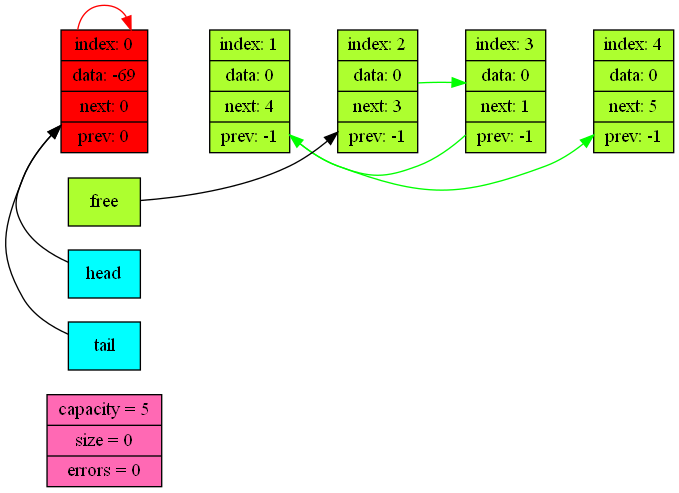 index: 0
data: -69
next: 0
prev: 0
index: 1
data: 0
next: 4
prev: -1
index: 2
data: 0
next: 3
prev: -1
index: 3
data: 0
next: 1
prev: -1
index: 4
data: 0
next: 5
prev: -1
free
head
tail
capacity = 5
size = 0
errors = 0